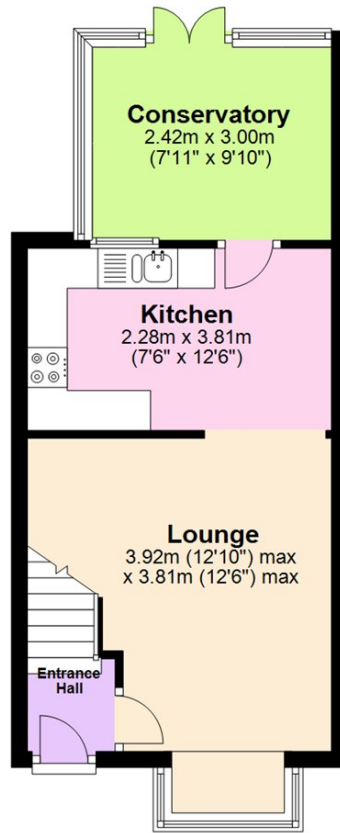 Conservatory
2.42m x 3.00m
(7'11" x 9'10")
Kitchen
2.28m x 3.81m
(7'6" x 12'6")
Lounge
3.92m (12'10") max
x 3.81m (12'6") max
Entrance
Hall